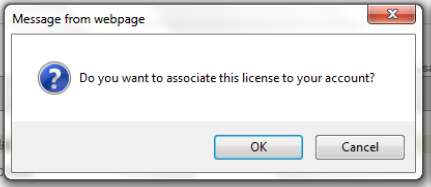 Message from webpage
Do you want to associate this license to your account?
OK
Cancel